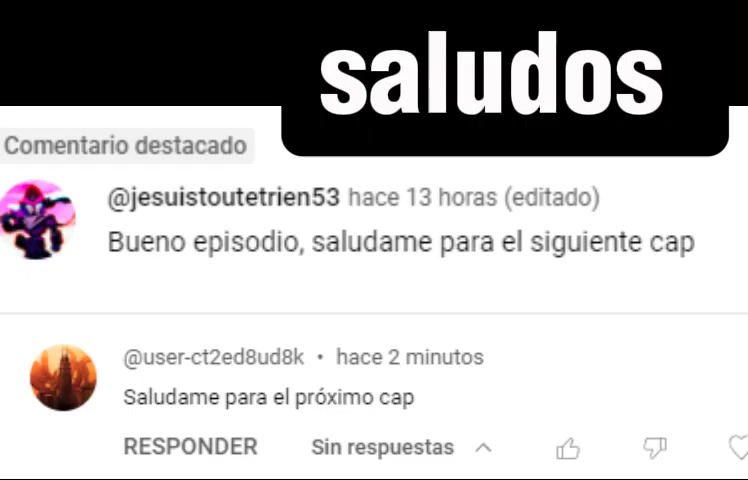 saludos
Comentario destacado
@jesuistoutetrien53 hace 13 horas (editado)
Bueno episodio, saludame para el siguiente cap
@user-ct2ed8ud8k • hace 2 minutos
Saludame para el próximo cap
RESPONDER Sin respuestas